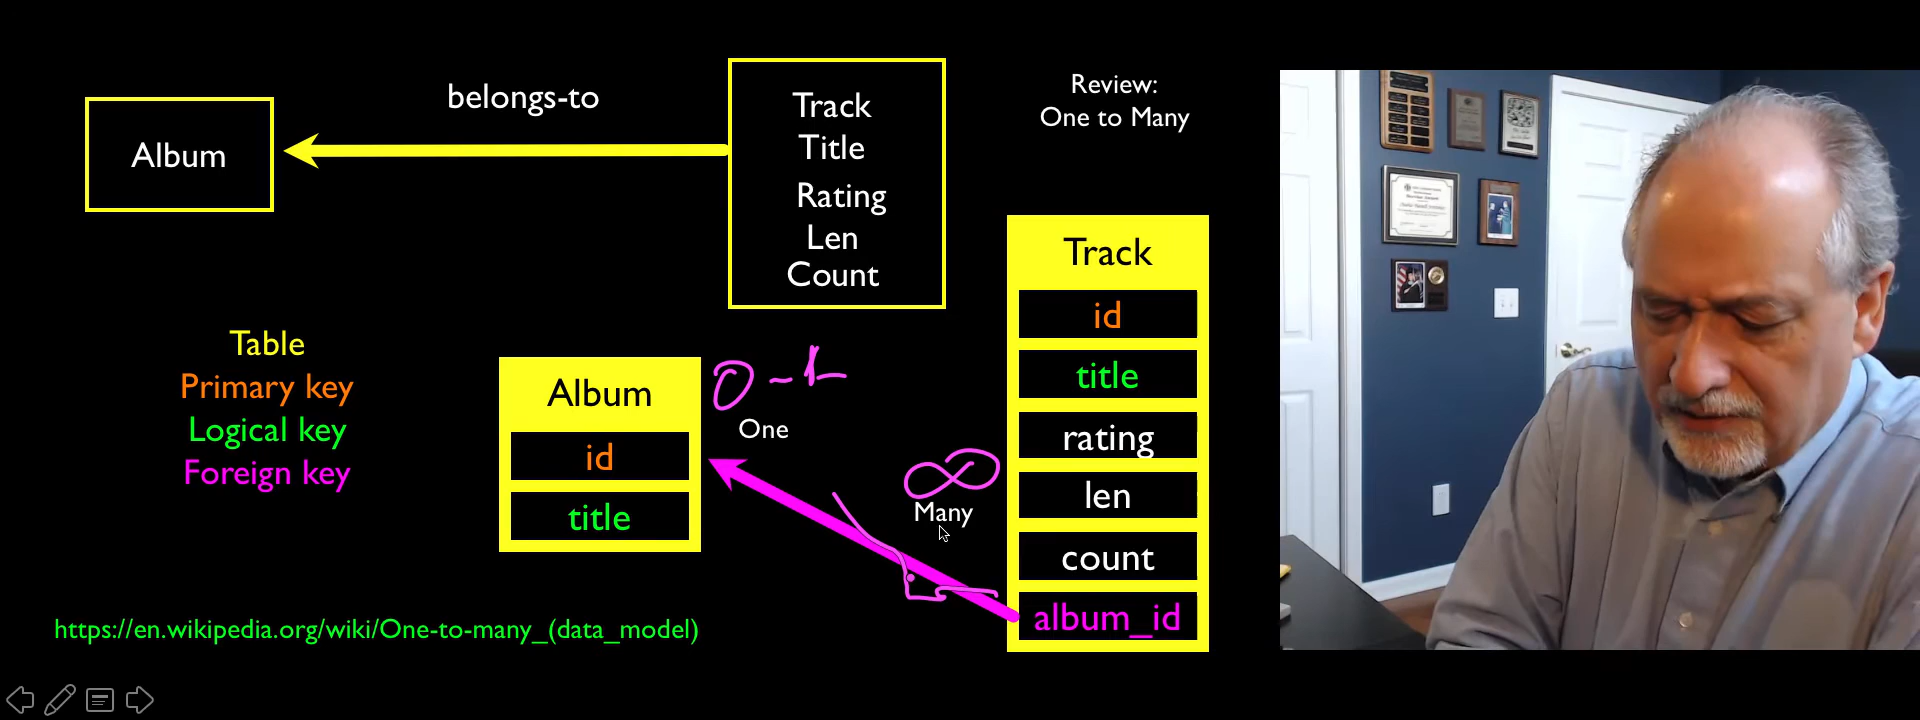 Album
belongs-to
Track
Title
Rating
Len
Count
Review:
One to Many
Table
Primary key
Logical key
Foreign key
Album
id
title
0-1
One
∞
Many
Track
id
title
rating
len
count
album_id
https://en.wikipedia.org/wiki/One-to-many_(data_model)